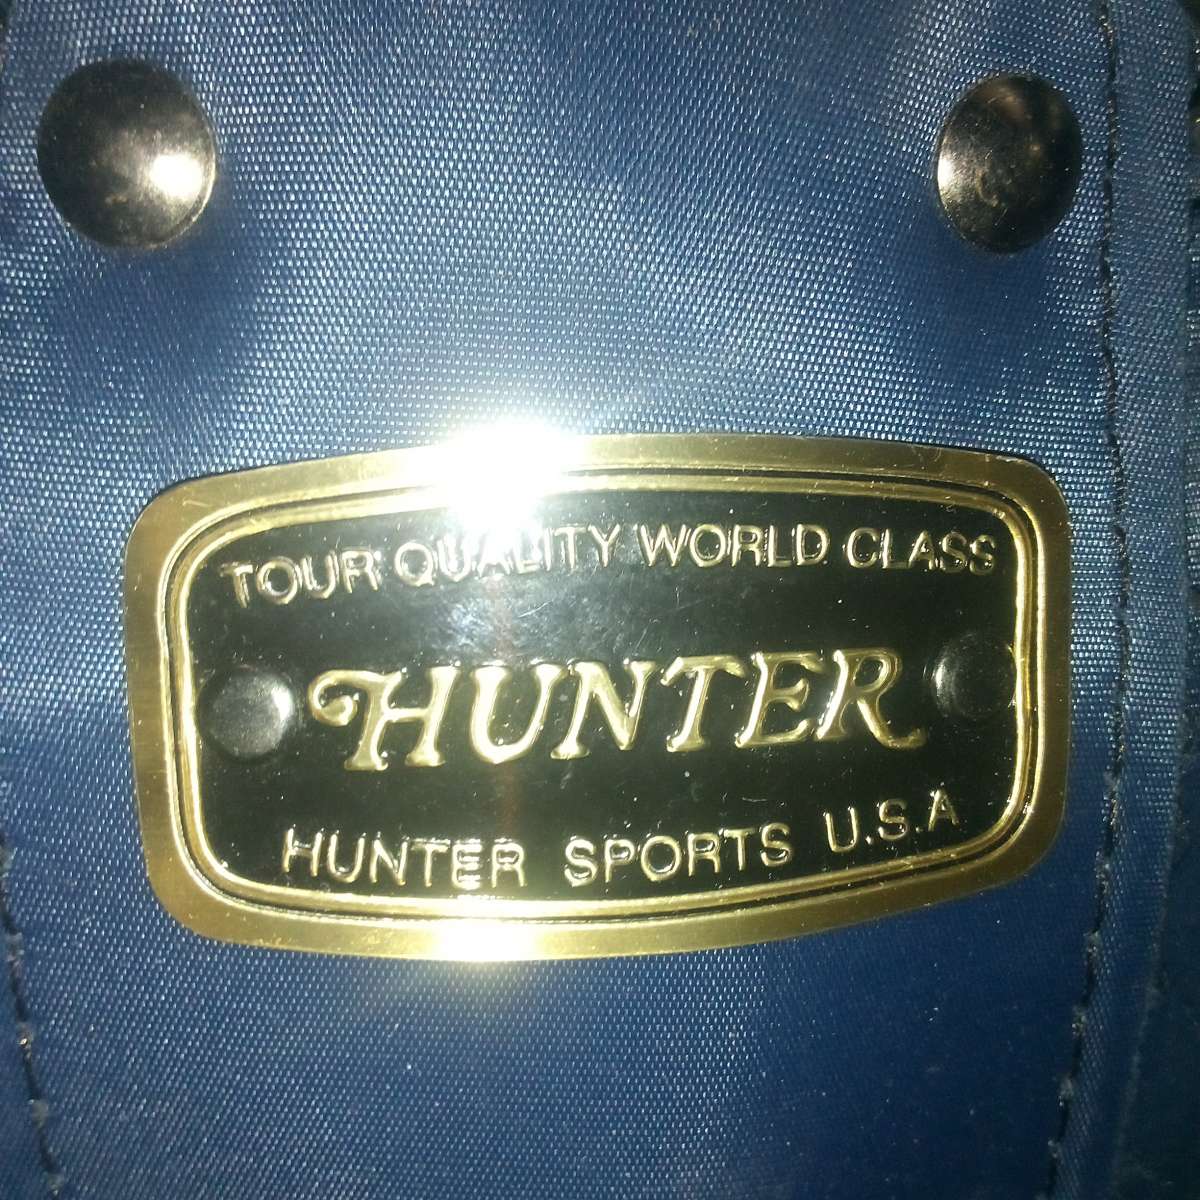 TOUR QUALITY WORLD CLASS
HUNTER
HUNTER SPORTS U.S.A